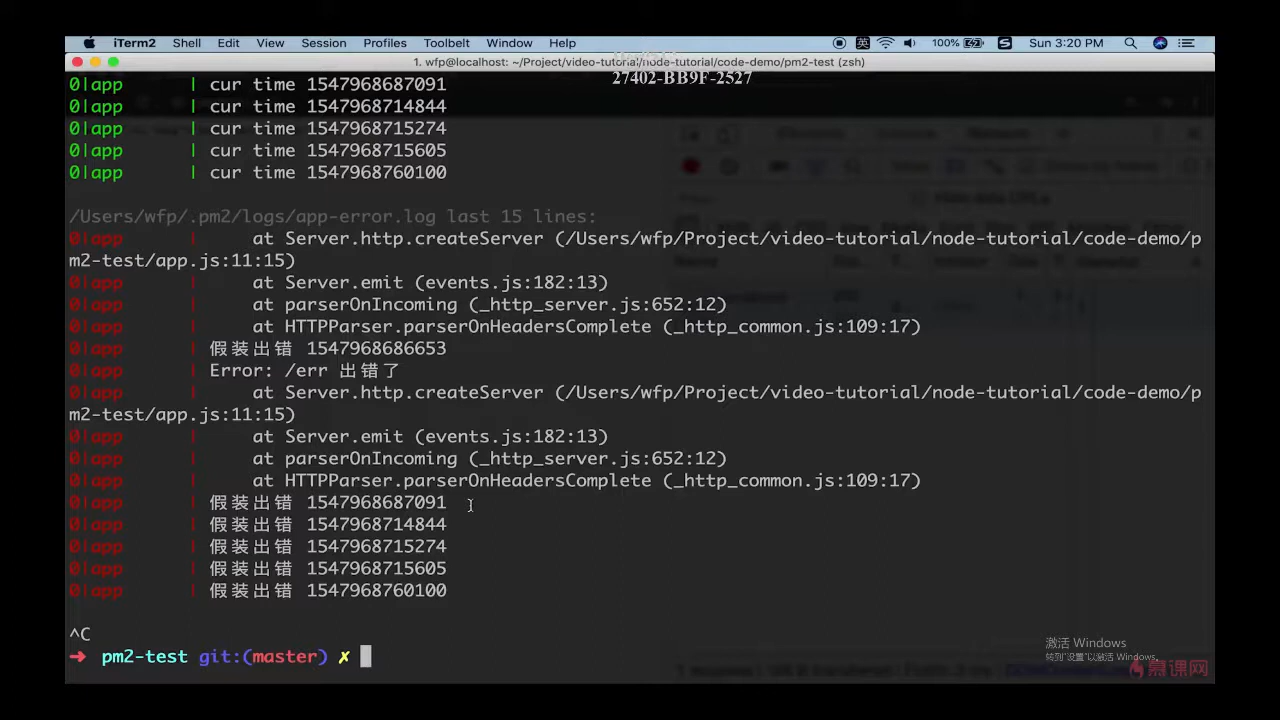 iTerm2 Shell Edit View Session Profiles Toolbelt Window Help 英 100% Sun 3:20 PM
1. wfp@localhost: ~/Project/video-tutorial/node-tutorial/code-demo/pm2-test (zsh)
27402-BB9F-2527
0|app | cur time 1547968687091
0|app | cur time 1547968714844
0|app | cur time 1547968715274
0|app | cur time 1547968715605
0|app | cur time 1547968760100
/Users/wfp/.pm2/logs/app-error.log last 15 lines:
0|app | at Server.http.createServer (/Users/wfp/Project/video-tutorial/node-tutorial/code-demo/p
m2-test/app.js:11:15)
0|app | at Server.emit (events.js:182:13)
0|app | at parserOnIncoming (_http_server.js:652:12)
0|app | at HTTPParser.parserOnHeadersComplete (_http_common.js:109:17)
0|app | 假装出错 1547968686653
0|app | Error: /err 出错了
0|app | at Server.http.createServer (/Users/wfp/Project/video-tutorial/node-tutorial/code-demo/p
m2-test/app.js:11:15)
0|app | at Server.emit (events.js:182:13)
0|app | at parserOnIncoming (_http_server.js:652:12)
0|app | at HTTPParser.parserOnHeadersComplete (_http_common.js:109:17)
0|app | 假装出错 1547968687091
0|app | 假装出错 1547968714844
0|app | 假装出错 1547968715274
0|app | 假装出错 1547968715605
0|app | 假装出错 1547968760100
^C
➜ pm2-test git:(master) ✗
激活 Windows
转到"设置"以激活 Windows。
慕课网